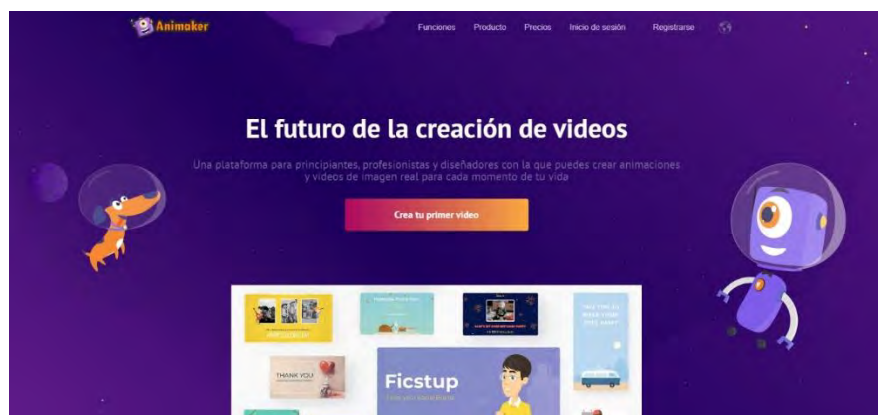 Animaker
Funciones Producto Precios Inicio de sesión Registrarse
El futuro de la creación de videos
Una plataforma para principiantes, profesionistas y diseñadores con la que puedes crear animaciones
y videos de imagen real para cada momento de tu vida
Crea tu primer video
THANK YOU
Ficstup